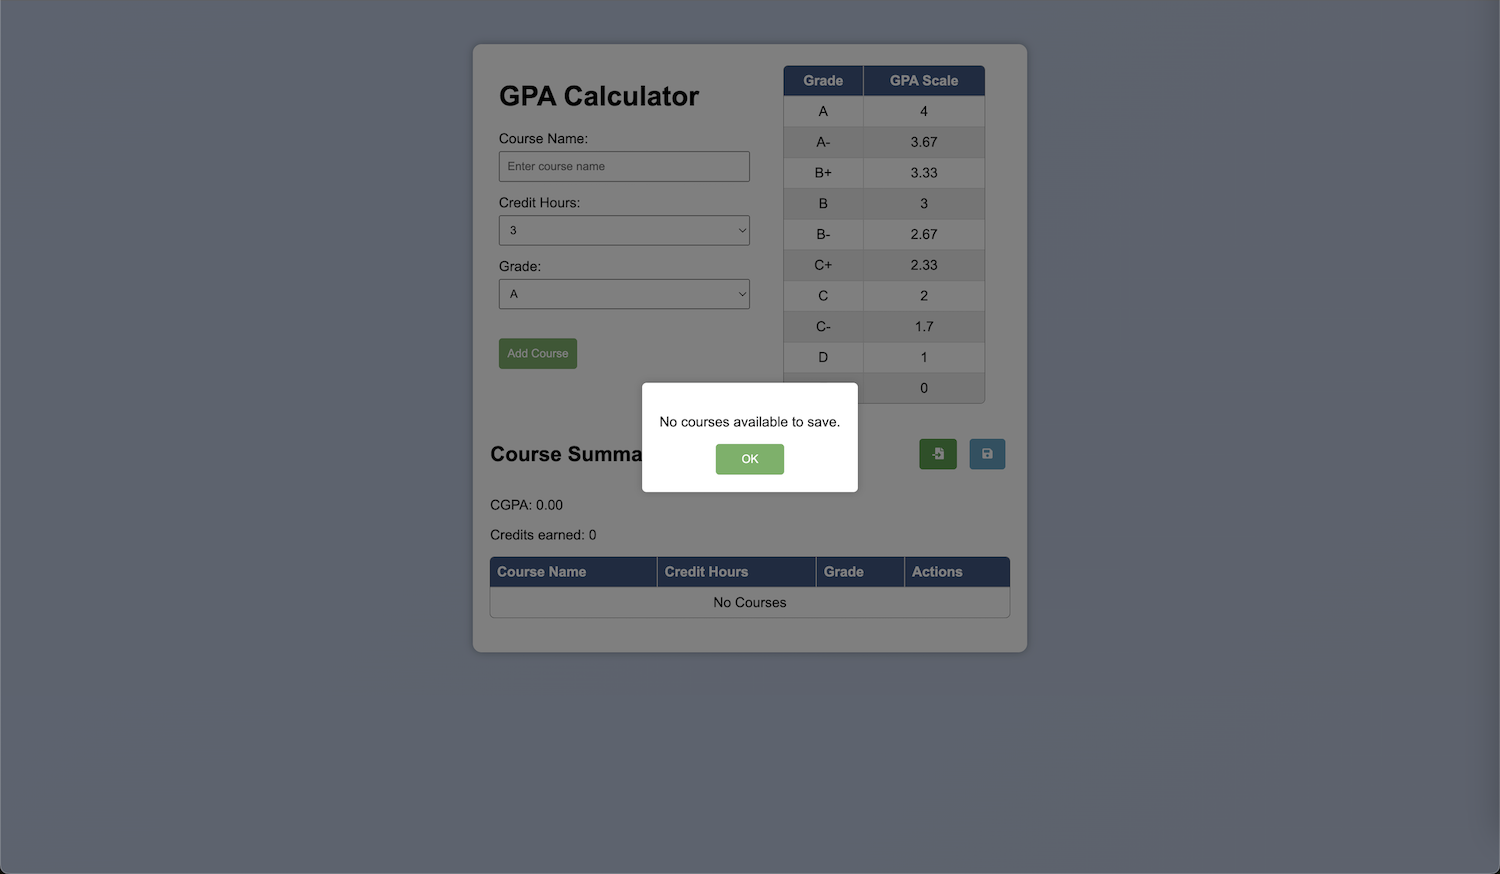 GPA Calculator
Course Name:
Enter course name
Credit Hours:
3
Grade:
A
Add Course
Grade GPA Scale
A 4
A- 3.67
B+ 3.33
B 3
B- 2.67
C+ 2.33
C 2
C- 1.7
D 1
0
No courses available to save.
OK
Course Summa
CGPA: 0.00
Credits earned: 0
Course Name Credit Hours Grade Actions
No Courses